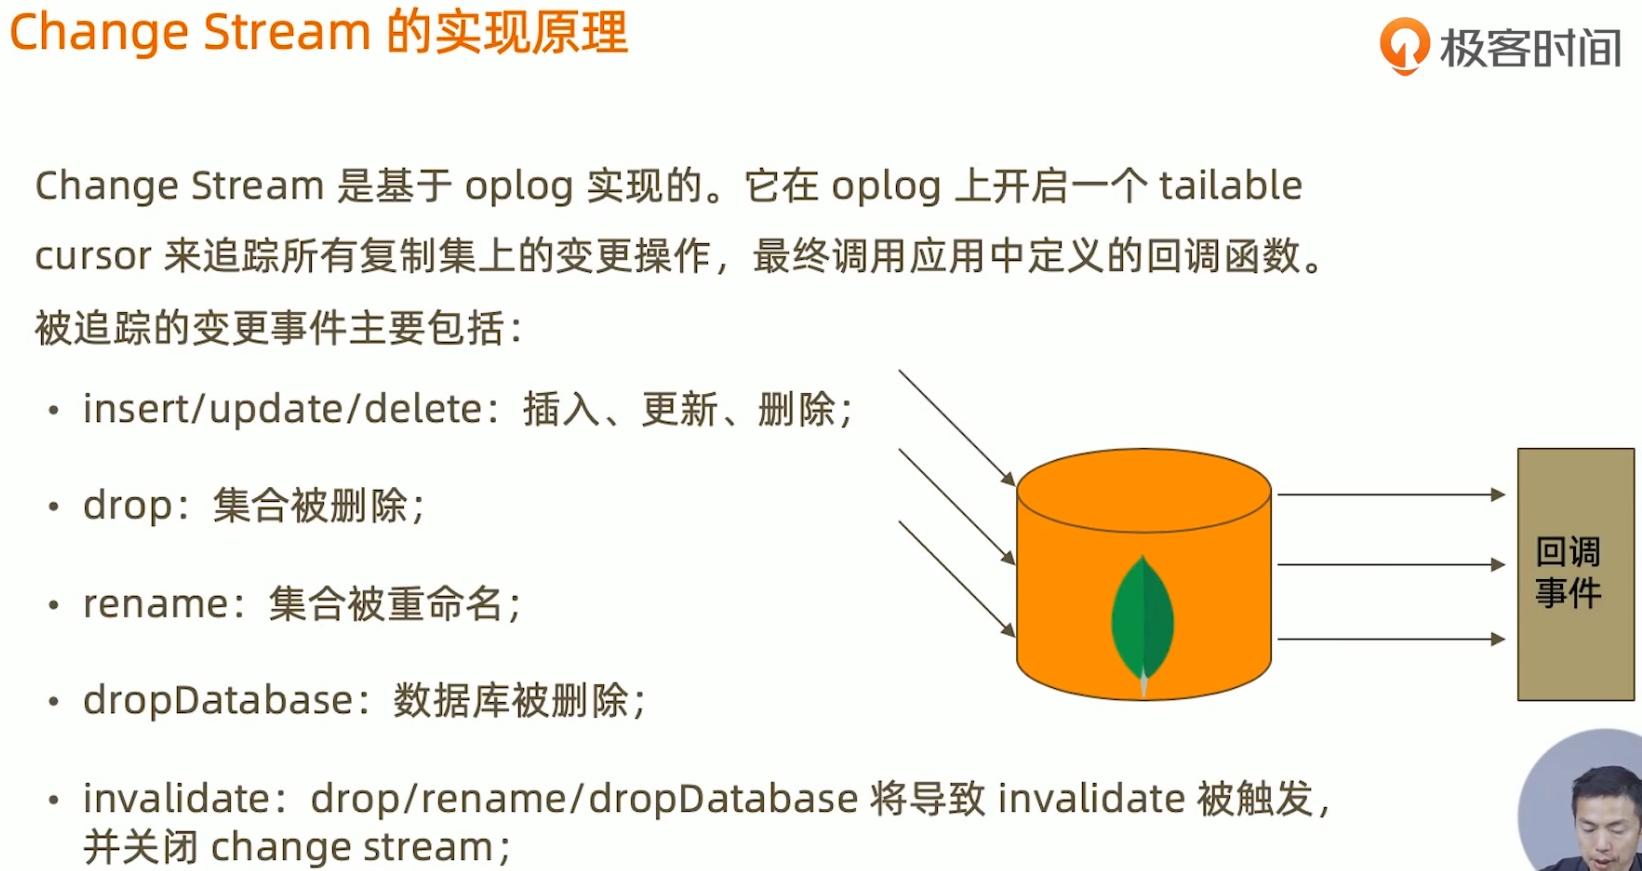 Change Stream 的实现原理
极客时间
Change Stream 是基于 oplog 实现的。它在 oplog 上开启一个 tailable
cursor 来追踪所有复制集上的变更操作，最终调用应用中定义的回调函数。
被追踪的变更事件主要包括：
• insert/update/delete：插入、更新、删除；
• drop：集合被删除；
• rename：集合被重命名；
• dropDatabase：数据库被删除；
• invalidate：drop/rename/dropDatabase 将导致 invalidate 被触发，
并关闭 change stream；
回调
事件